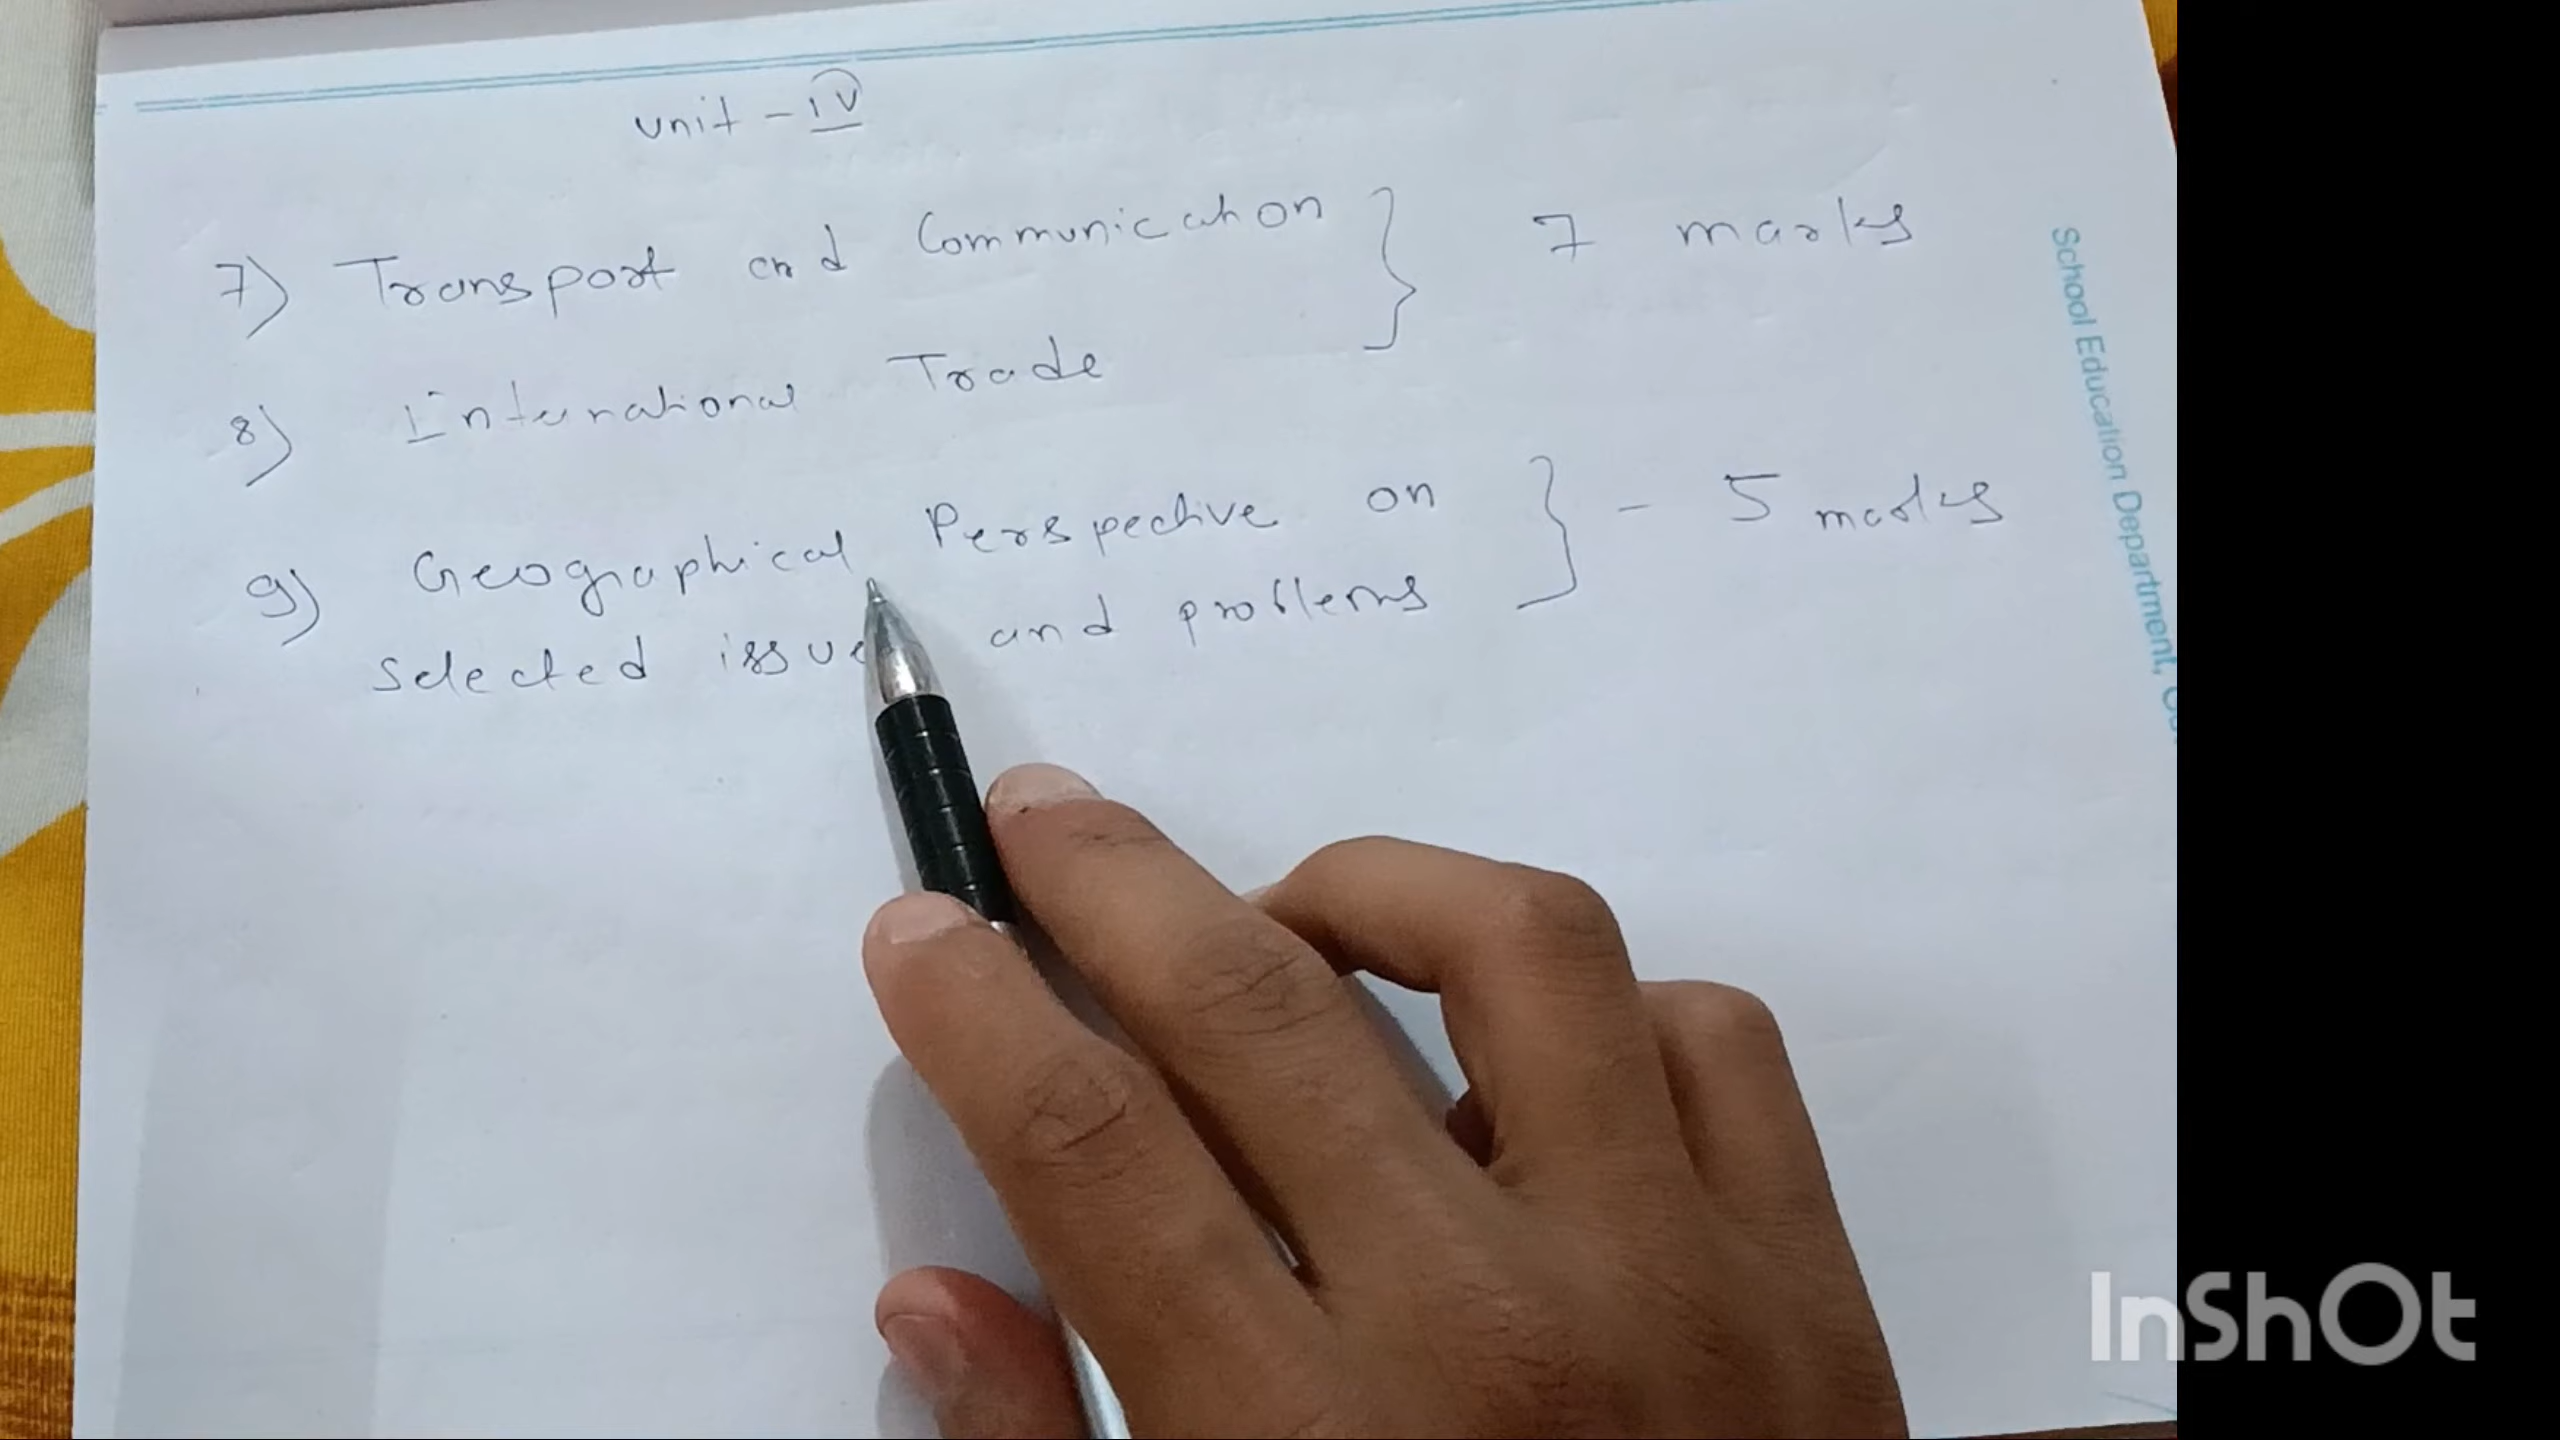 Unit - IV
7) Transport and Communication } 7 marks
8) International Trade
9) Geographical Perspective on } - 5 marks
selected issue and problems
School Education Department,
InShOt